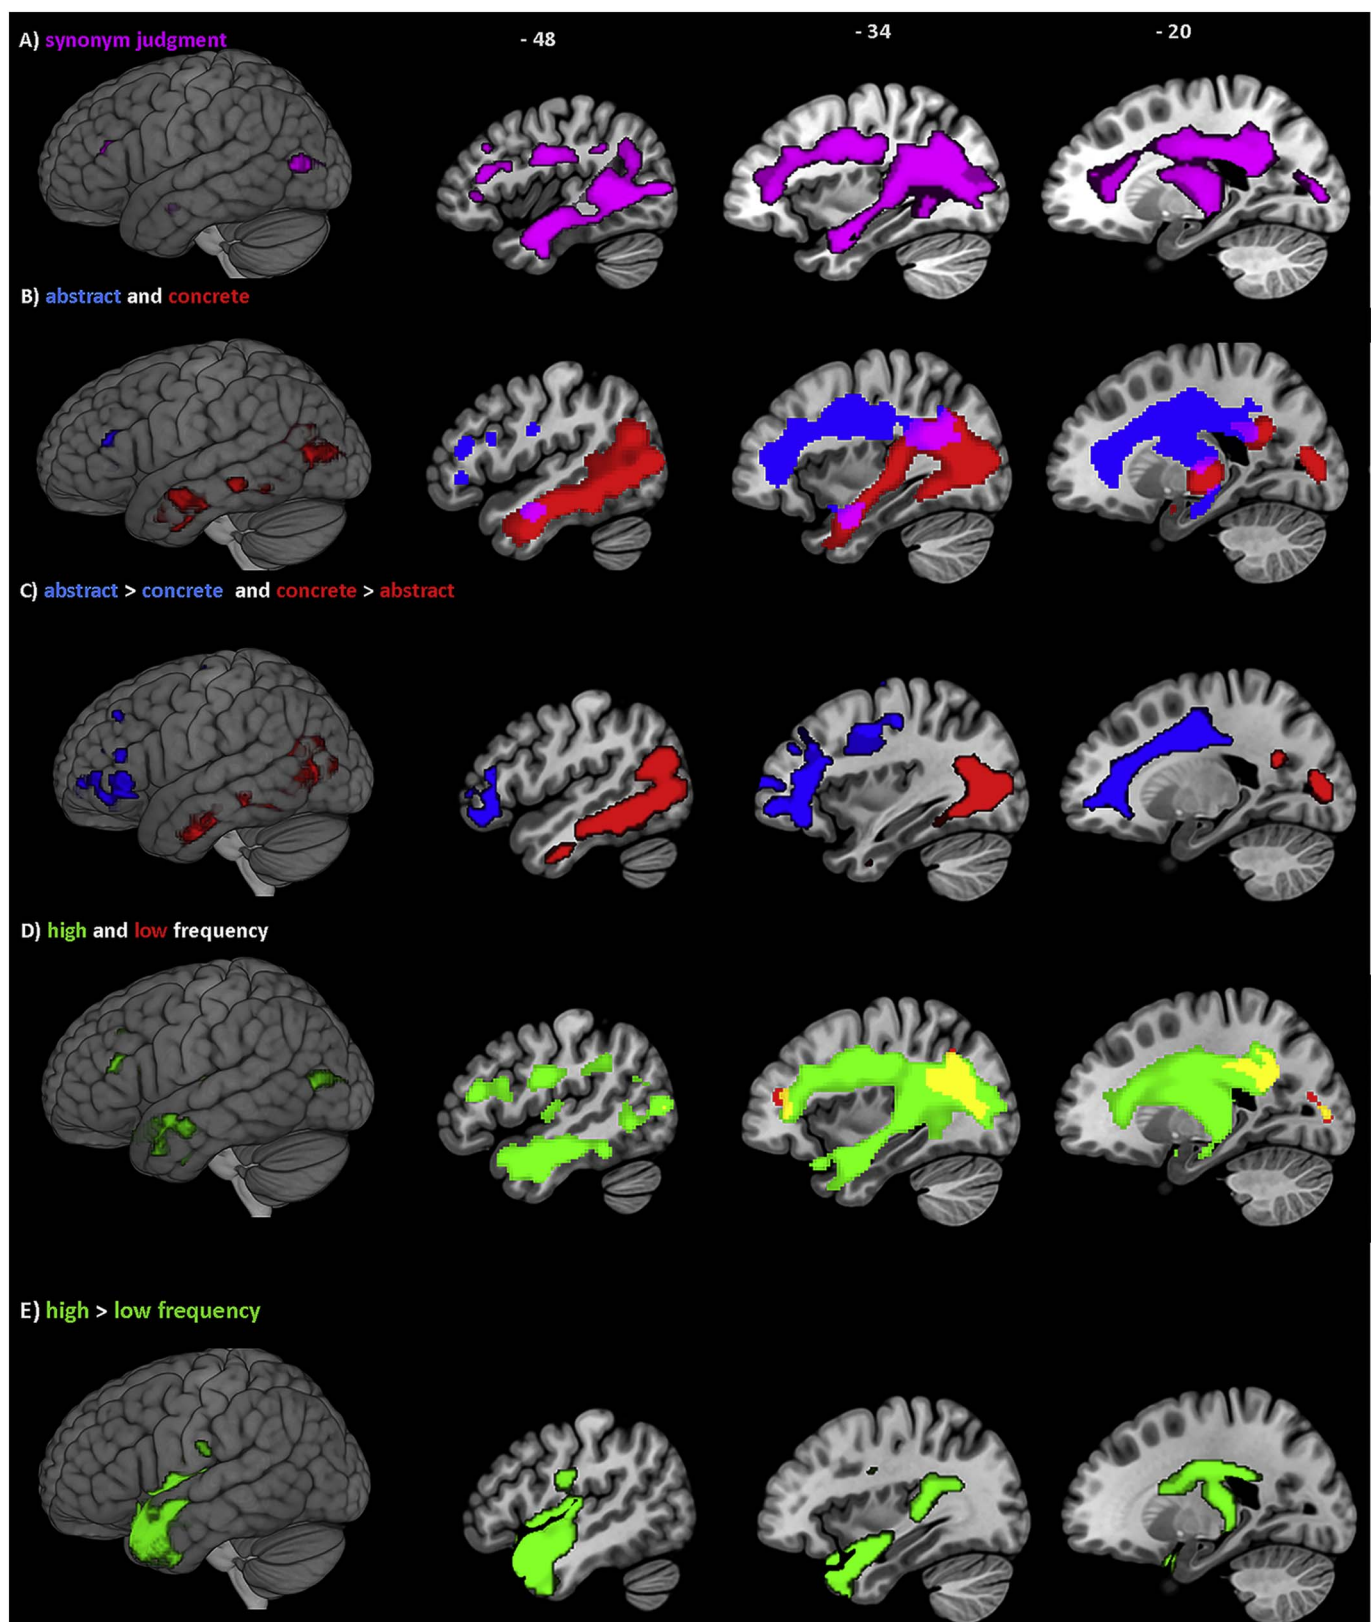 A) synonym judgment
- 48
- 34
- 20
B) abstract and concrete
C) abstract > concrete and concrete > abstract
D) high and low frequency
E) high > low frequency